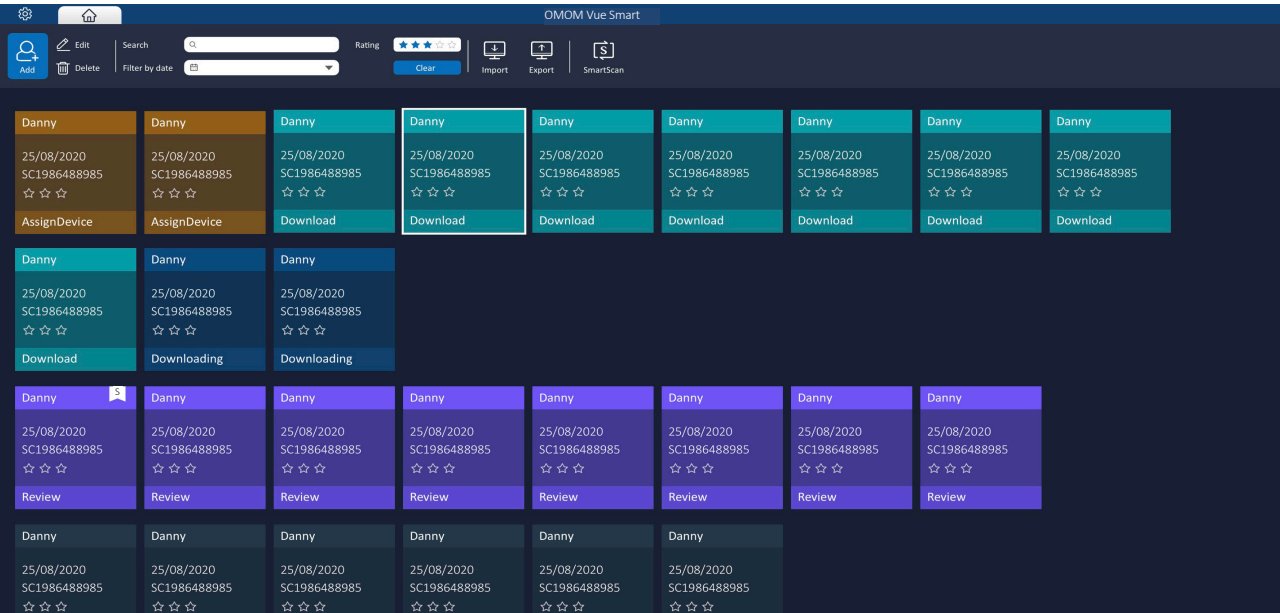 OMOM Vue Smart
Add
Edit
Delete
Search
Filter by date
Rating
Clear
Import
Export
S
SmartScan
Danny Danny Danny Danny Danny Danny Danny Danny Danny
25/08/2020 25/08/2020 25/08/2020 25/08/2020 25/08/2020 25/08/2020 25/08/2020 25/08/2020 25/08/2020
SC1986488985 SC1986488985 SC1986488985 SC1986488985 SC1986488985 SC1986488985 SC1986488985 SC1986488985 SC1986488985
AssignDevice AssignDevice Download Download Download Download Download Download Download
Danny Danny Danny
25/08/2020 25/08/2020 25/08/2020
SC1986488985 SC1986488985 SC1986488985
Download Downloading Downloading
Danny S Danny Danny Danny Danny Danny Danny Danny
25/08/2020 25/08/2020 25/08/2020 25/08/2020 25/08/2020 25/08/2020 25/08/2020 25/08/2020
SC1986488985 SC1986488985 SC1986488985 SC1986488985 SC1986488985 SC1986488985 SC1986488985 SC1986488985
Review Review Review Review Review Review Review Review
Danny Danny Danny Danny Danny Danny
25/08/2020 25/08/2020 25/08/2020 25/08/2020 25/08/2020 25/08/2020
SC1986488985 SC1986488985 SC1986488985 SC1986488985 SC1986488985 SC1986488985